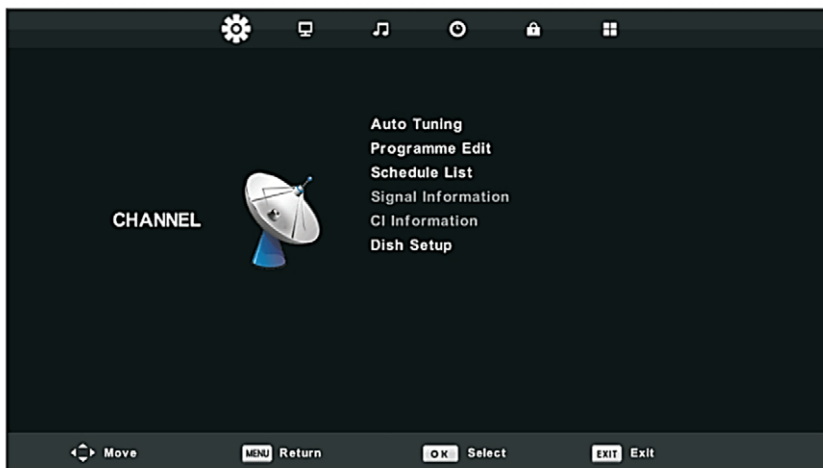 Auto Tuning
Programme Edit
Schedule List
Signal Information
CHANNEL
CI Information
Dish Setup
Move MENU Return OK Select EXIT Exit